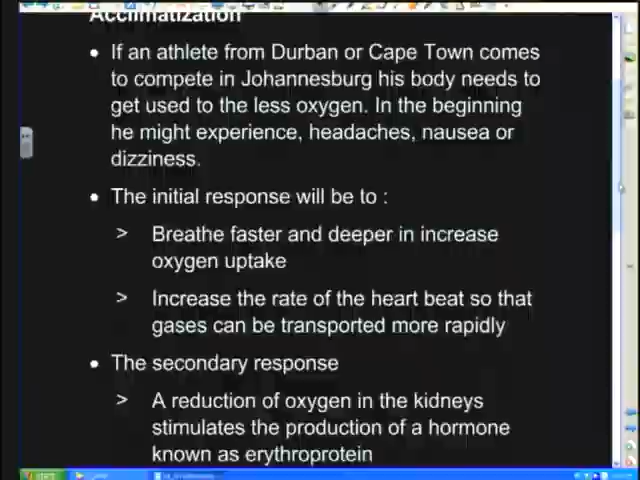 Acclimatization
• If an athlete from Durban or Cape Town comes
to compete in Johannesburg his body needs to
get used to the less oxygen. In the beginning
he might experience, headaches, nausea or
dizziness.
• The initial response will be to :
> Breathe faster and deeper in increase
oxygen uptake
> Increase the rate of the heart beat so that
gases can be transported more rapidly
• The secondary response
> A reduction of oxygen in the kidneys
stimulates the production of a hormone
known as erythroprotein